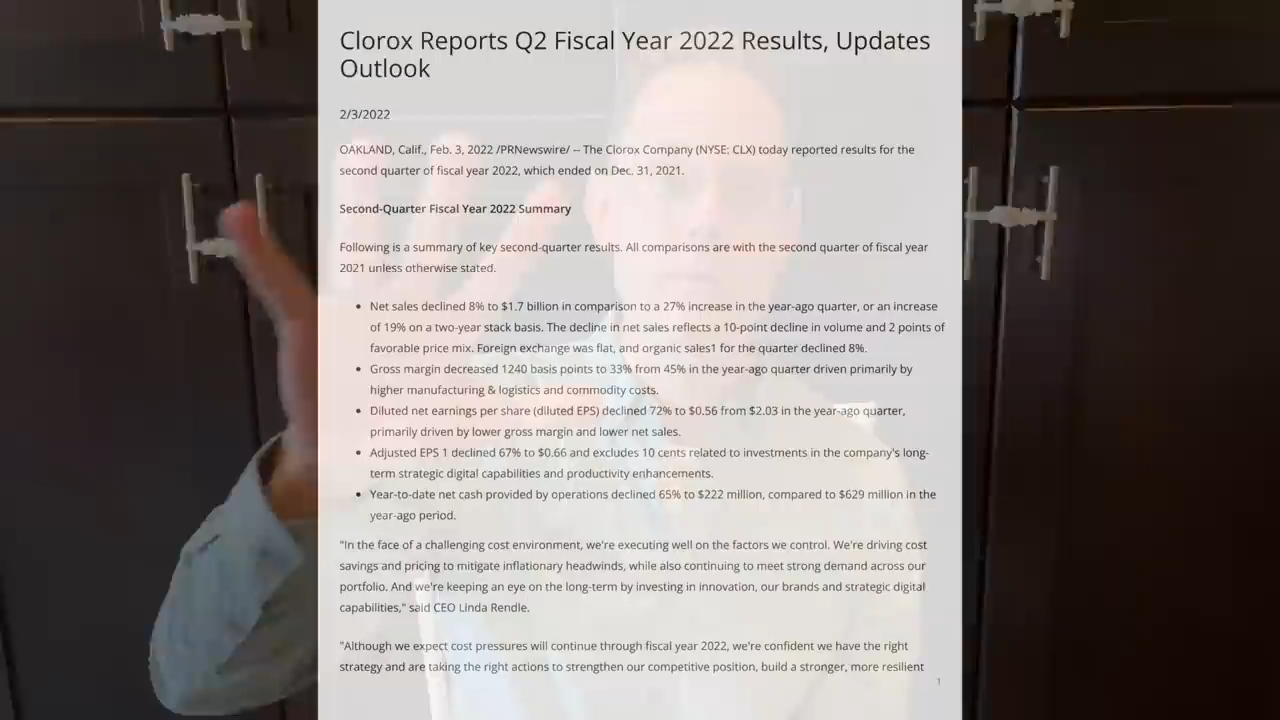 Clorox Reports Q2 Fiscal Year 2022 Results, Updates
Outlook
2/3/2022
OAKLAND, Calif., Feb. 3, 2022 /PRNewswire/ -- The Clorox Company (NYSE: CLX) today reported results for the
second quarter of fiscal year 2022, which ended on Dec. 31, 2021.
Second-Quarter Fiscal Year 2022 Summary
Following is a summary of key second-quarter results. All comparisons are with the second quarter of fiscal year
2021 unless otherwise stated.
• Net sales declined 8% to $1.7 billion in comparison to a 27% increase in the year-ago quarter, or an increase
of 19% on a two-year stack basis. The decline in net sales reflects a 10-point decline in volume and 2 points of
favorable price mix. Foreign exchange was flat, and organic sales1 for the quarter declined 8%.
• Gross margin decreased 1240 basis points to 33% from 45% in the year-ago quarter driven primarily by
higher manufacturing & logistics and commodity costs.
• Diluted net earnings per share (diluted EPS) declined 72% to $0.56 from $2.03 in the year-ago quarter,
primarily driven by lower gross margin and lower net sales.
• Adjusted EPS 1 declined 67% to $0.66 and excludes 10 cents related to investments in the company's long-
term strategic digital capabilities and productivity enhancements.
• Year-to-date net cash provided by operations declined 65% to $222 million, compared to $629 million in the
year-ago period.
"In the face of a challenging cost environment, we're executing well on the factors we control. We're driving cost
savings and pricing to mitigate inflationary headwinds, while also continuing to meet strong demand across our
portfolio. And we're keeping an eye on the long-term by investing in innovation, our brands and strategic digital
capabilities," said CEO Linda Rendle.
"Although we expect cost pressures will continue through fiscal year 2022, we're confident we have the right
strategy and are taking the right actions to strengthen our competitive position, build a stronger, more resilient
1